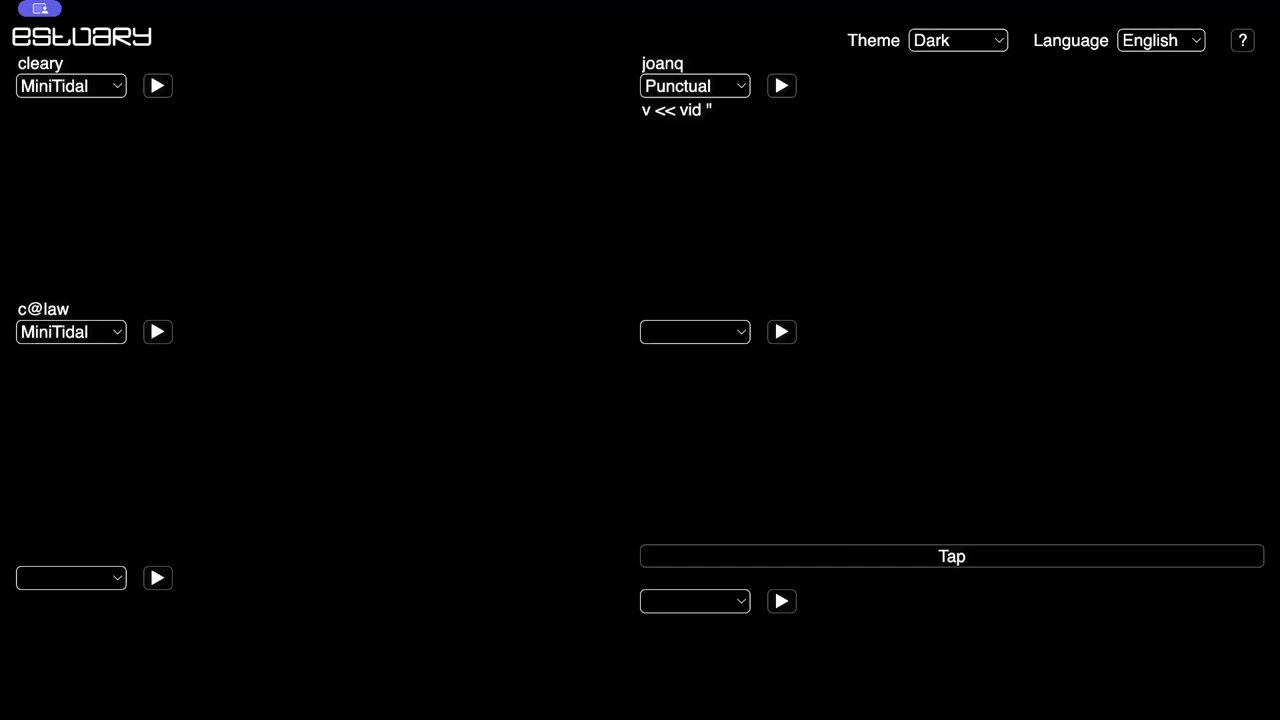 estuary
Theme Dark Language English ?
cleary
MiniTidal
joanq
Punctual
v << vid "
c@law
MiniTidal
Tap